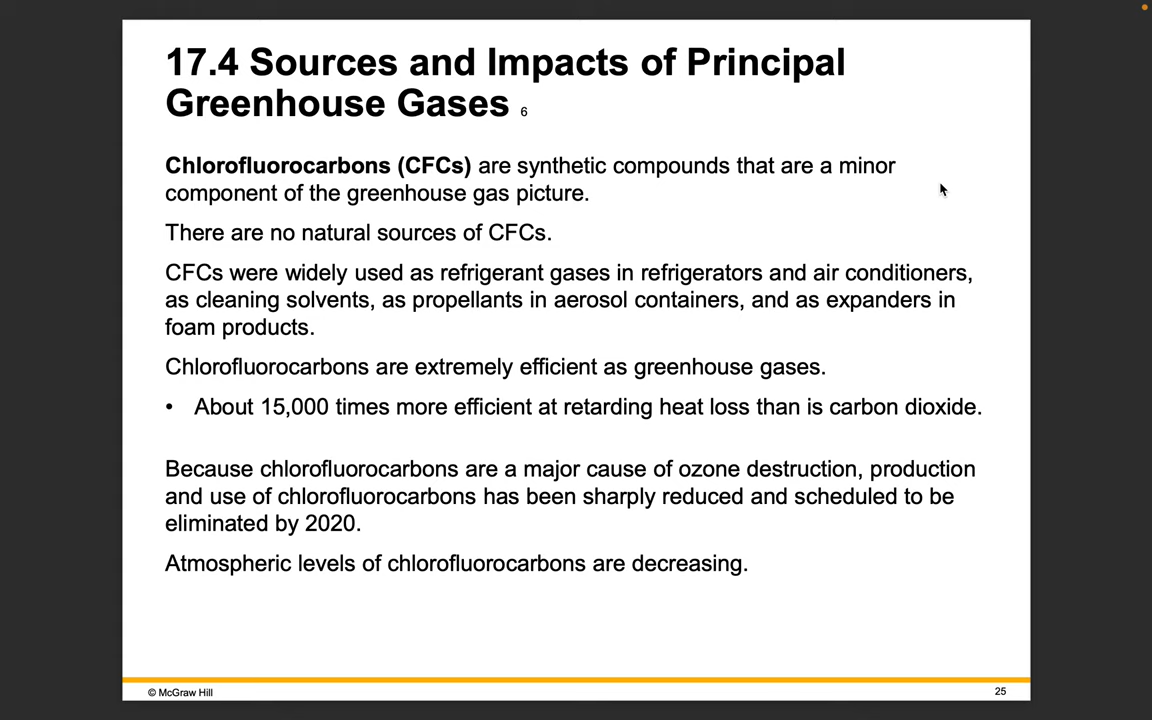 17.4 Sources and Impacts of Principal
Greenhouse Gases 6
Chlorofluorocarbons (CFCs) are synthetic compounds that are a minor
component of the greenhouse gas picture.
There are no natural sources of CFCs.
CFCs were widely used as refrigerant gases in refrigerators and air conditioners,
as cleaning solvents, as propellants in aerosol containers, and as expanders in
foam products.
Chlorofluorocarbons are extremely efficient as greenhouse gases.
• About 15,000 times more efficient at retarding heat loss than is carbon dioxide.
Because chlorofluorocarbons are a major cause of ozone destruction, production
and use of chlorofluorocarbons has been sharply reduced and scheduled to be
eliminated by 2020.
Atmospheric levels of chlorofluorocarbons are decreasing.
© McGraw Hill
25